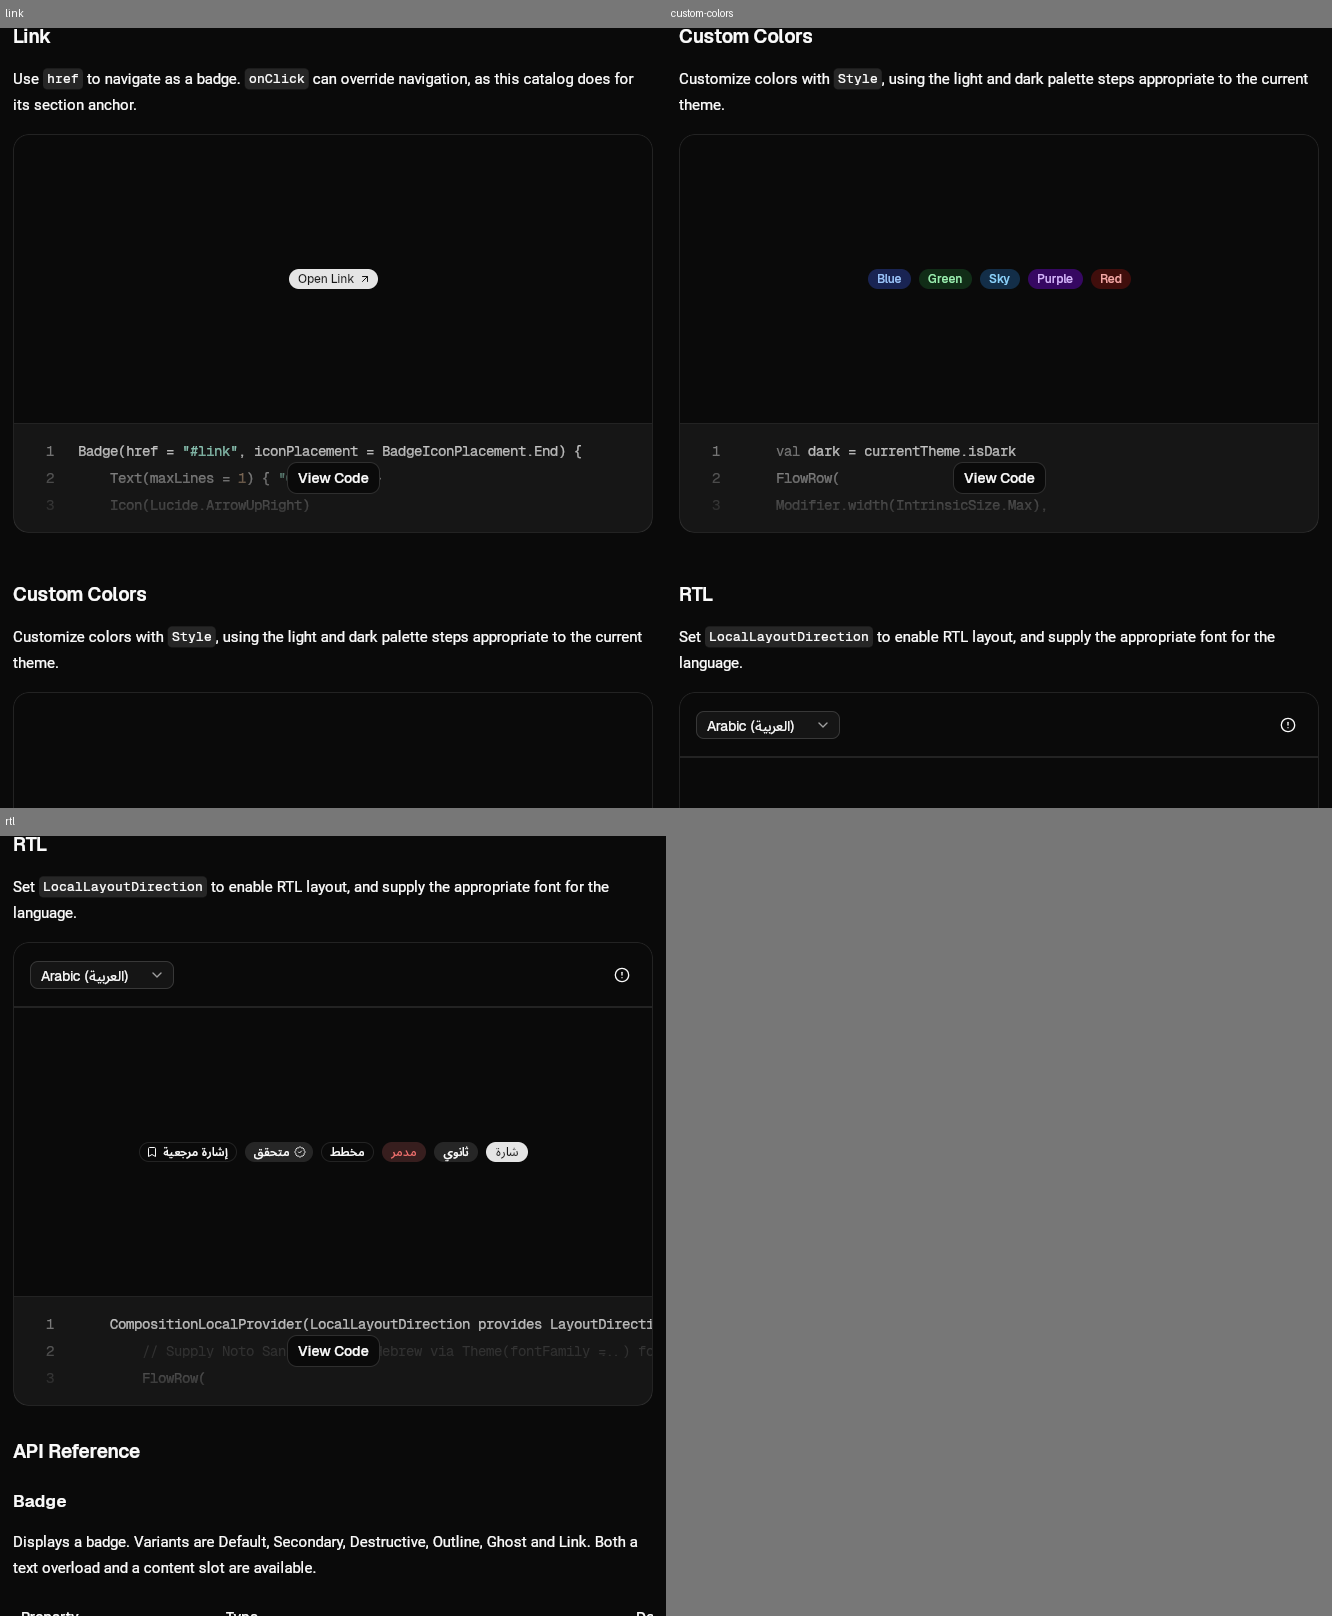 link
Link
Use href to navigate as a badge. onClick can override navigation, as this catalog does for
its section anchor.
Open Link
1 Badge(href = "#link", iconPlacement = BadgeIconPlacement.End) {
2 Text(maxLines = 1) { "
View Code
3 Icon(Lucide.ArrowUpRight)
Custom Colors
Customize colors with Style, using the light and dark palette steps appropriate to the current
theme.
custom-colors
Custom Colors
Customize colors with Style, using the light and dark palette steps appropriate to the current
theme.
Blue Green Sky Purple Red
1 val dark = currentTheme.isDark
2 FlowRow(
View Code
3 Modifier.width(IntrinsicSize.Max),
RTL
Set LocalLayoutDirection to enable RTL layout, and supply the appropriate font for the
language.
Arabic (العربية)
rtl
RTL
Set LocalLayoutDirection to enable RTL layout, and supply the appropriate font for the
language.
Arabic (العربية)
شارة ثانوي مدمر مخطط متحقق إشارة مرجعية
1 CompositionLocalProvider(LocalLayoutDirection provides LayoutDirecti
2 // Supply Noto San
View Code
ebrew via Theme(fontFamily = ...) fo
3 FlowRow(
API Reference
Badge
Displays a badge. Variants are Default, Secondary, Destructive, Outline, Ghost and Link. Both a
text overload and a content slot are available.
Property Type De